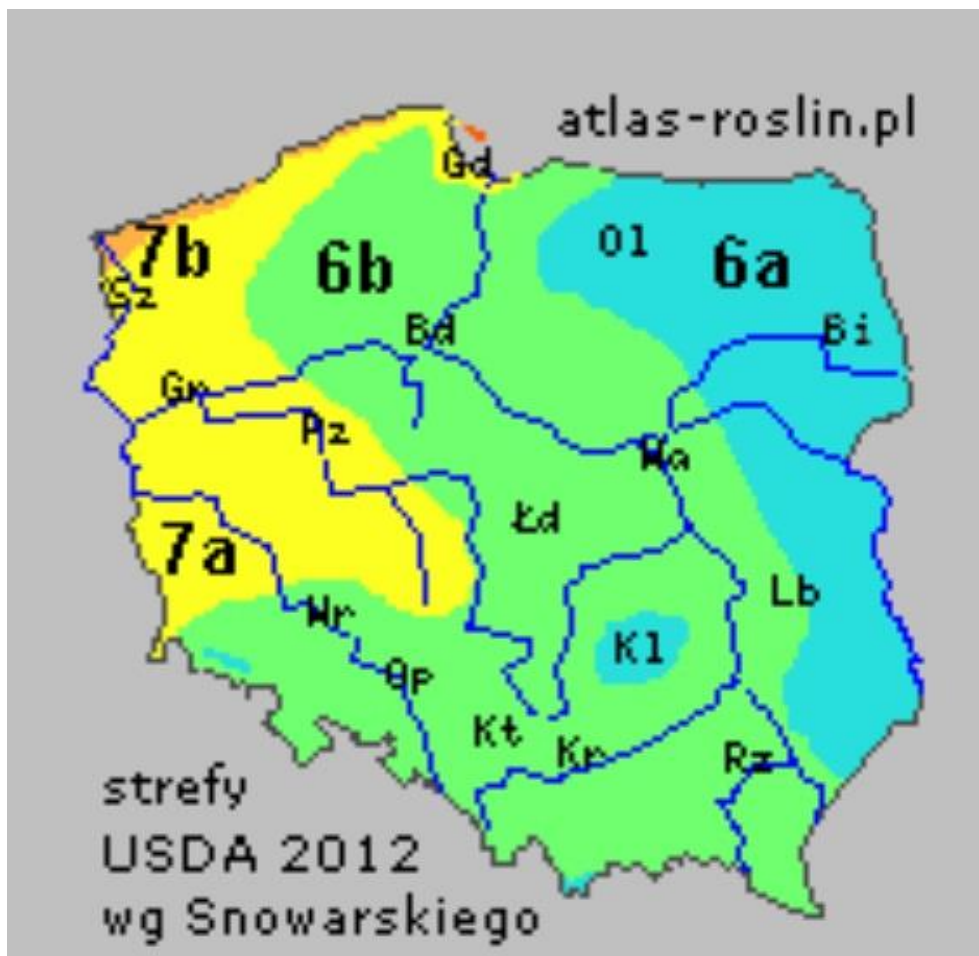 atlas-roslin.pl
Gd
7b
6b
Ol
6a
Sz
Bd
Bi
Gr
Pz
Wa
7a
Łd
Lb
Wr
Kl
Op
Kt
Kr
Rz
strefy
USDA 2012
wg Snowarskiego